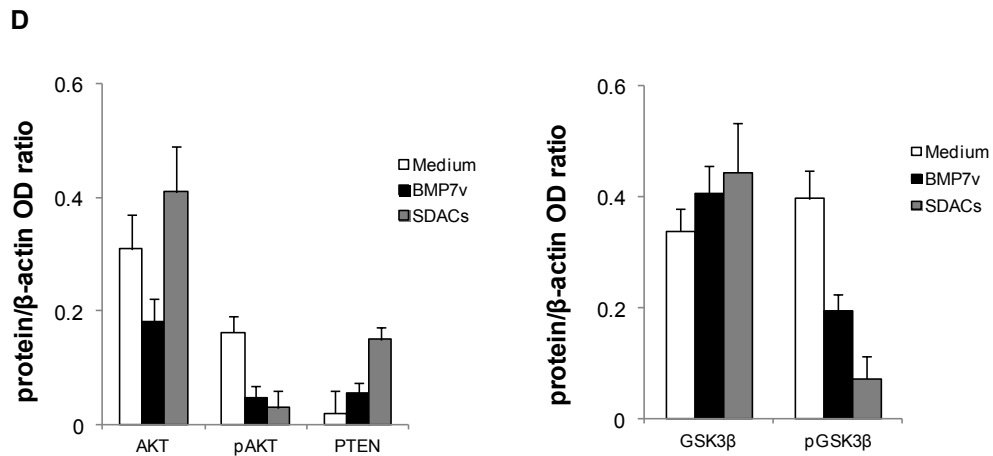 D
protein/β-actin OD ratio
0.6
0.4
0.2
0
AKT pAKT PTEN
Medium
BMP7v
SDACs
protein/β-actin OD ratio
0.6
0.4
0.2
0
GSK3β pGSK3β
Medium
BMP7v
SDACs